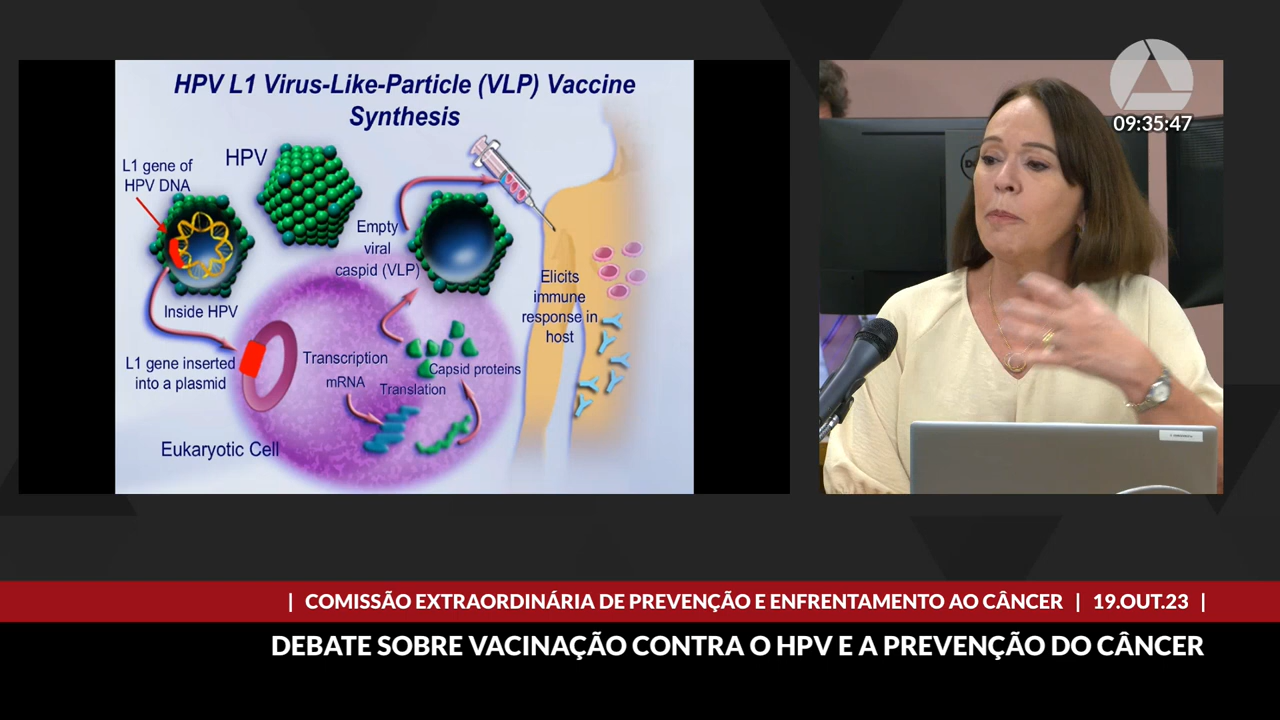 HPV L1 Virus-Like-Particle (VLP) Vaccine
Synthesis
L1 gene of
HPV DNA
HPV
Empty
viral
caspid (VLP)
Inside HPV
L1 gene inserted
into a plasmid
Transcription
mRNA
Translation
Capsid proteins
Eukaryotic Cell
Elicits
immune
response in
host
09:35:47
| COMISSÃO EXTRAORDINÁRIA DE PREVENÇÃO E ENFRENTAMENTO AO CÂNCER | 19.OUT.23 |
DEBATE SOBRE VACINAÇÃO CONTRA O HPV E A PREVENÇÃO DO CÂNCER